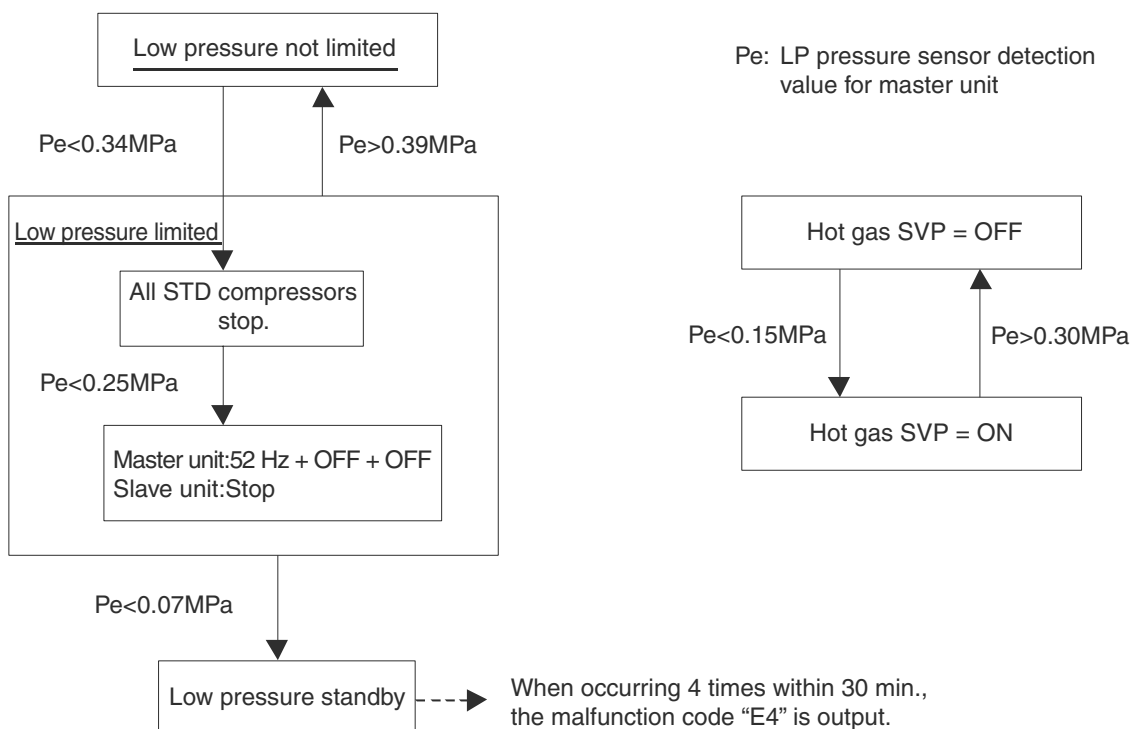 Low pressure not limited
Pe: LP pressure sensor detection
value for master unit
Pe<0.34MPa
Pe>0.39MPa
Low pressure limited
All STD compressors
stop.
Pe<0.25MPa
Master unit:52 Hz + OFF + OFF
Slave unit:Stop
Hot gas SVP = OFF
Pe<0.15MPa
Pe>0.30MPa
Hot gas SVP = ON
Pe<0.07MPa
Low pressure standby
When occurring 4 times within 30 min.,
the malfunction code “E4” is output.